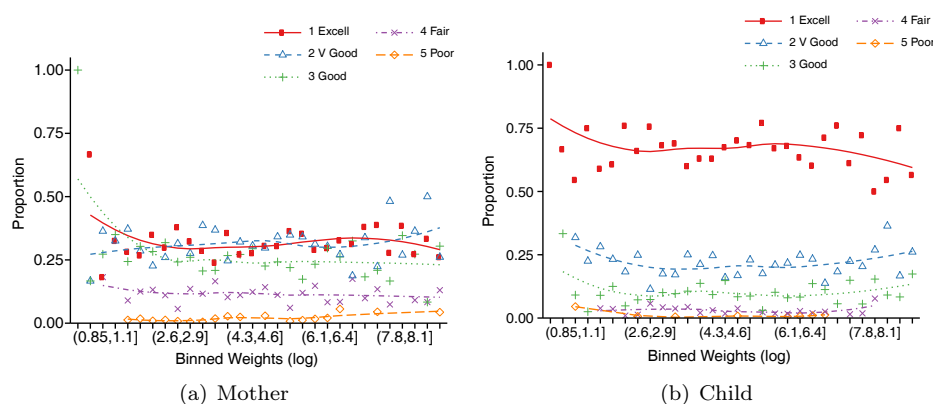 1 Excell
2 V Good
3 Good
4 Fair
5 Poor
1.00
0.75
0.50
0.25
0.00
Proportion
(0.85,1.1] (2.6,2.9] (4.3,4.6] (6.1,6.4] (7.8,8.1]
Binned Weights (log)
(a) Mother
1 Excell
2 V Good
3 Good
4 Fair
5 Poor
1.00
0.75
0.50
0.25
0.00
Proportion
(0.85,1.1] (2.6,2.9] (4.3,4.6] (6.1,6.4] (7.8,8.1]
Binned Weights (log)
(b) Child